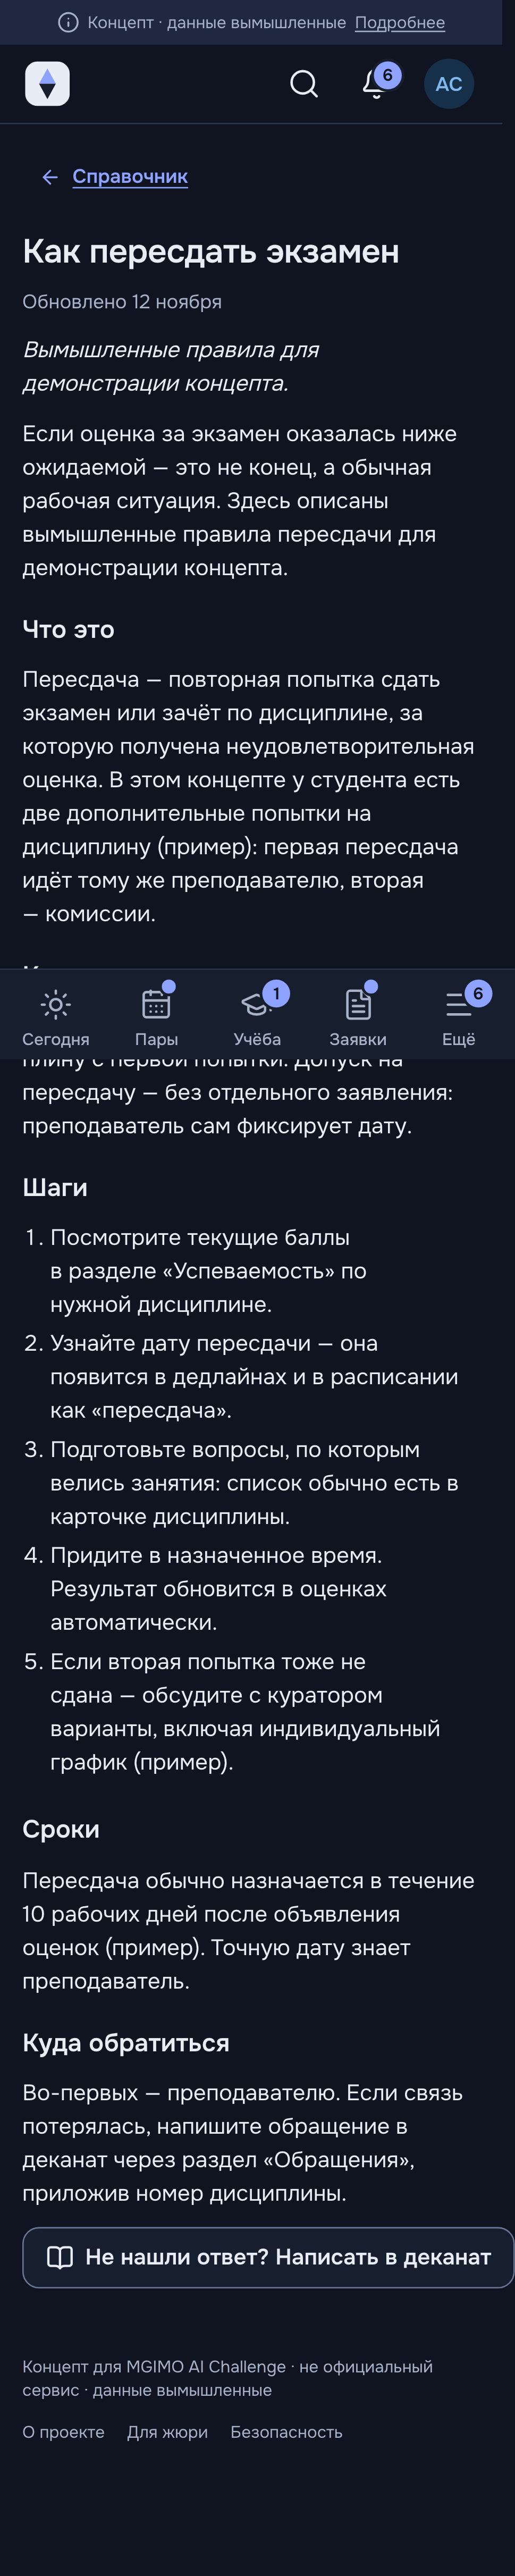 Концепт · данные вымышленные Подробнее
6
АС
Справочник
Как пересдать экзамен
Обновлено 12 ноября
Вымышленные правила для
демонстрации концепта.
Если оценка за экзамен оказалась ниже
ожидаемой — это не конец, а обычная
рабочая ситуация. Здесь описаны
вымышленные правила пересдачи для
демонстрации концепта.
Что это
Пересдача — повторная попытка сдать
экзамен или зачёт по дисциплине, за
которую получена неудовлетворительная
оценка. В этом концепте у студента есть
две дополнительные попытки на
дисциплину (пример): первая пересдача
идёт тому же преподавателю, вторая
— комиссии.
1
6
Сегодня Пары Учёба Заявки Ещё
плину с первой попытки. Допуск на
пересдачу — без отдельного заявления:
преподаватель сам фиксирует дату.
Шаги
1. Посмотрите текущие баллы
в разделе «Успеваемость» по
нужной дисциплине.
2. Узнайте дату пересдачи — она
появится в дедлайнах и в расписании
как «пересдача».
3. Подготовьте вопросы, по которым
велись занятия: список обычно есть в
карточке дисциплины.
4. Придите в назначенное время.
Результат обновится в оценках
автоматически.
5. Если вторая попытка тоже не
сдана — обсудите с куратором
варианты, включая индивидуальный
график (пример).
Сроки
Пересдача обычно назначается в течение
10 рабочих дней после объявления
оценок (пример). Точную дату знает
преподаватель.
Куда обратиться
Во-первых — преподавателю. Если связь
потерялась, напишите обращение в
деканат через раздел «Обращения»,
приложив номер дисциплины.
Не нашли ответ? Написать в деканат
Концепт для MGIMO AI Challenge · не официальный
сервис · данные вымышленные
О проекте Для жюри Безопасность